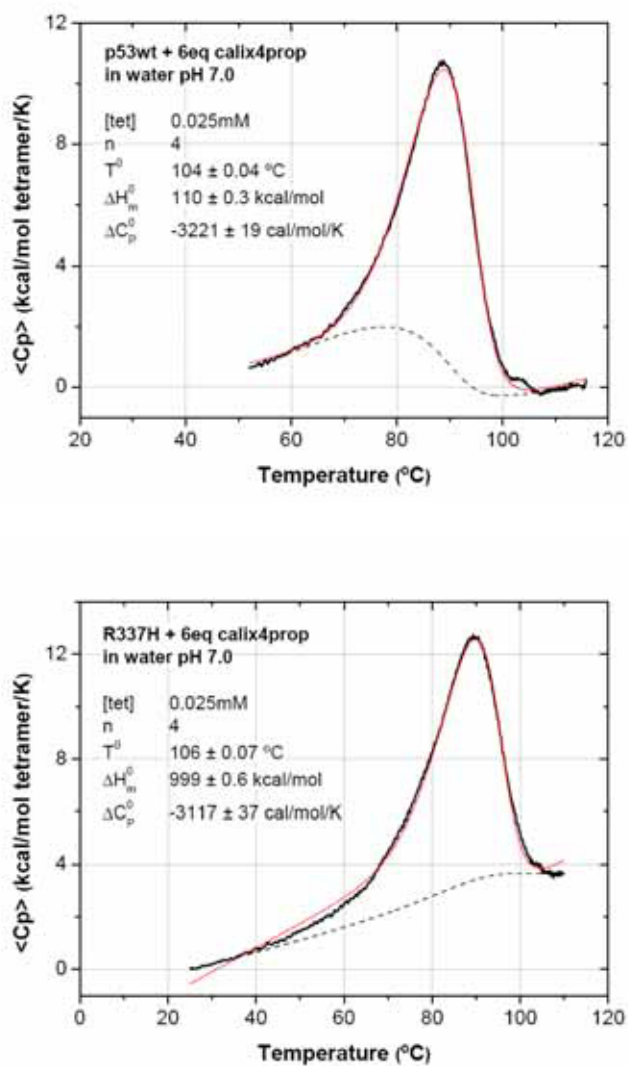 p53wt + 6eq calix4prop
in water pH 7.0
[tet] 0.025mM
n 4
T⁰ 104 ± 0.04 ºC
ΔH⁰ₘ 110 ± 0.3 kcal/mol
ΔC⁰ₚ -3221 ± 19 cal/mol/K
<Cp> (kcal/mol tetramer/K)
12
8
4
0
20 40 60 80 100 120
Temperature (ºC)
R337H + 6eq calix4prop
in water pH 7.0
[tet] 0.025mM
n 4
T⁰ 106 ± 0.07 ºC
ΔH⁰ₘ 999 ± 0.6 kcal/mol
ΔC⁰ₚ -3117 ± 37 cal/mol/K
<Cp> (kcal/mol tetramer/K)
12
8
4
0
0 20 40 60 80 100 120
Temperature (ºC)